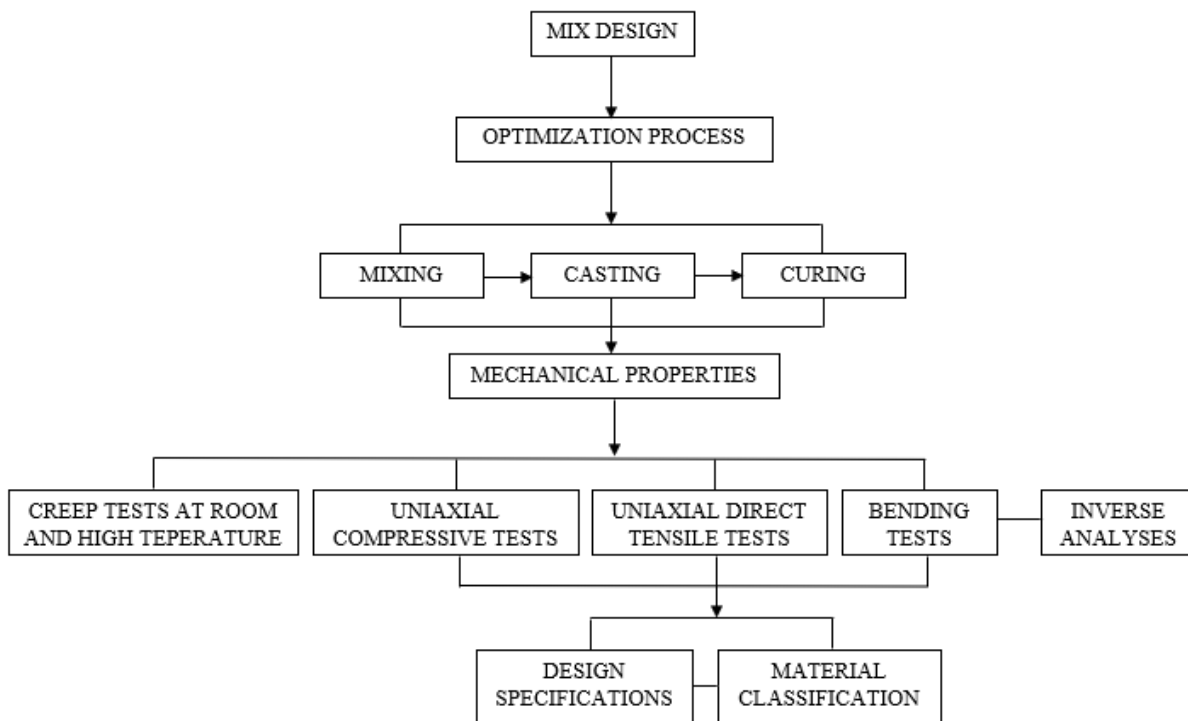 MIX DESIGN
OPTIMIZATION PROCESS
MIXING
CASTING
CURING
MECHANICAL PROPERTIES
CREEP TESTS AT ROOM
AND HIGH TEPERATURE
UNIAXIAL
COMPRESSIVE TESTS
UNIAXIAL DIRECT
TENSILE TESTS
BENDING
TESTS
INVERSE
ANALYSES
DESIGN
SPECIFICATIONS
MATERIAL
CLASSIFICATION